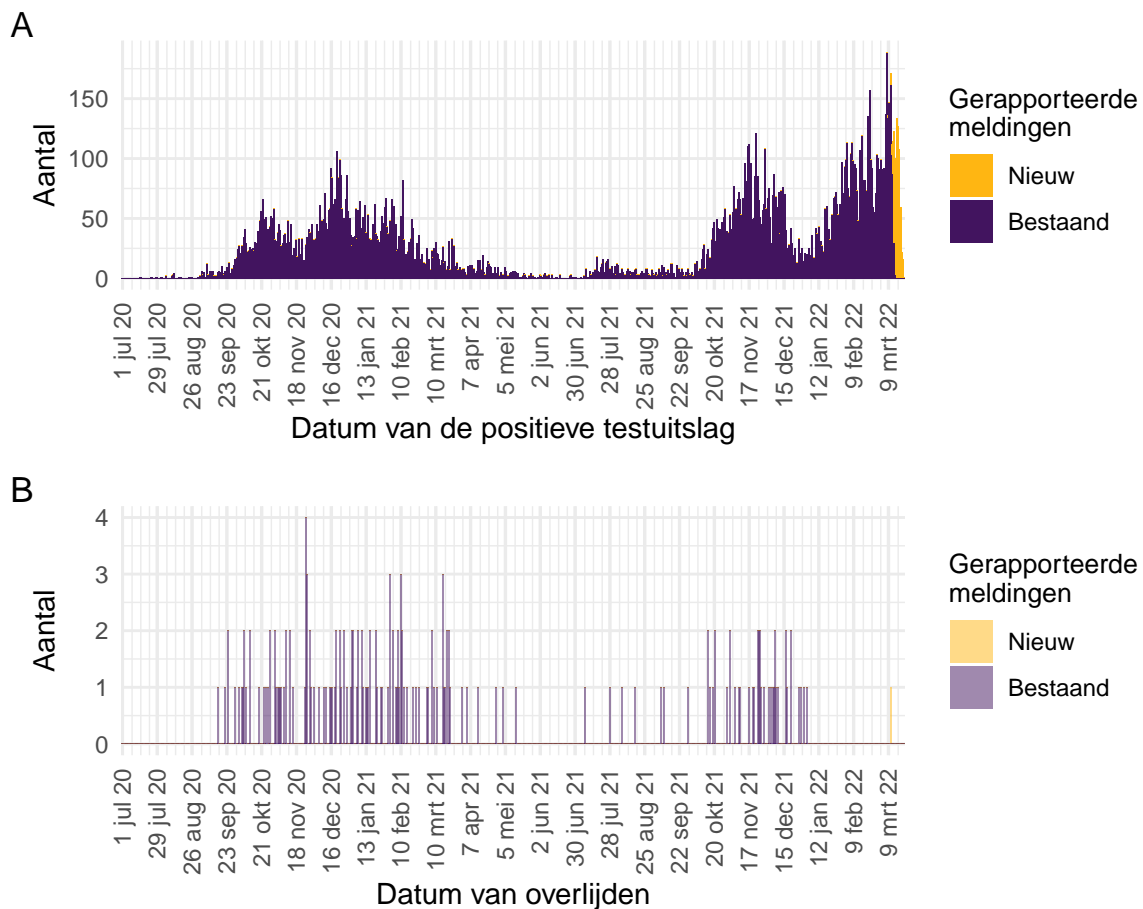 A
Aantal
150
100
50
0
1 jul 20
29 jul 20
26 aug 20
23 sep 20
21 okt 20
18 nov 20
16 dec 20
13 jan 21
10 feb 21
10 mrt 21
7 apr 21
5 mei 21
2 jun 21
30 jun 21
28 jul 21
25 aug 21
22 sep 21
20 okt 21
17 nov 21
15 dec 21
12 jan 22
9 feb 22
9 mrt 22
Datum van de positieve testuitslag
Gerapporteerde
meldingen
Nieuw
Bestaand
B
Aantal
4
3
2
1
0
1 jul 20
29 jul 20
26 aug 20
23 sep 20
21 okt 20
18 nov 20
16 dec 20
13 jan 21
10 feb 21
10 mrt 21
7 apr 21
5 mei 21
2 jun 21
30 jun 21
28 jul 21
25 aug 21
22 sep 21
20 okt 21
17 nov 21
15 dec 21
12 jan 22
9 feb 22
9 mrt 22
Datum van overlijden
Gerapporteerde
meldingen
Nieuw
Bestaand